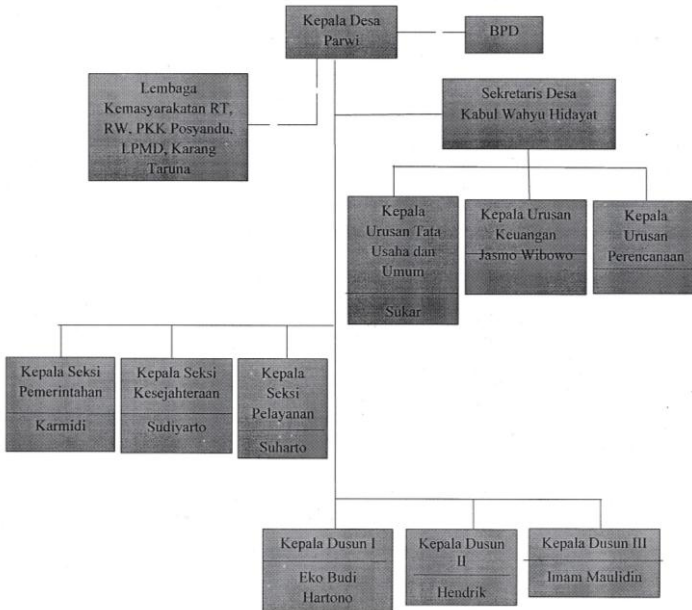 Kepala Desa
Parwi
BPD
Lembaga
Kemasyarakatan RT,
RW, PKK Posyandu,
LPMD, Karang
Taruna
Sekretaris Desa
Kabul Wahyu Hidayat
Kepala
Urusan Tata
Usaha dan
Umum
Sukar
Kepala Urusan
Keuangan
Jasmo Wibowo
Kepala
Urusan
Perencanaan
Kepala Seksi
Pemerintahan
Karmidi
Kepala Seksi
Kesejahteraan
Sudiyarto
Kepala
Seksi
Pelayanan
Suharto
Kepala Dusun I
Eko Budi
Hartono
Kepala Dusun
II
Hendrik
Kepala Dusun III
Imam Maulidin